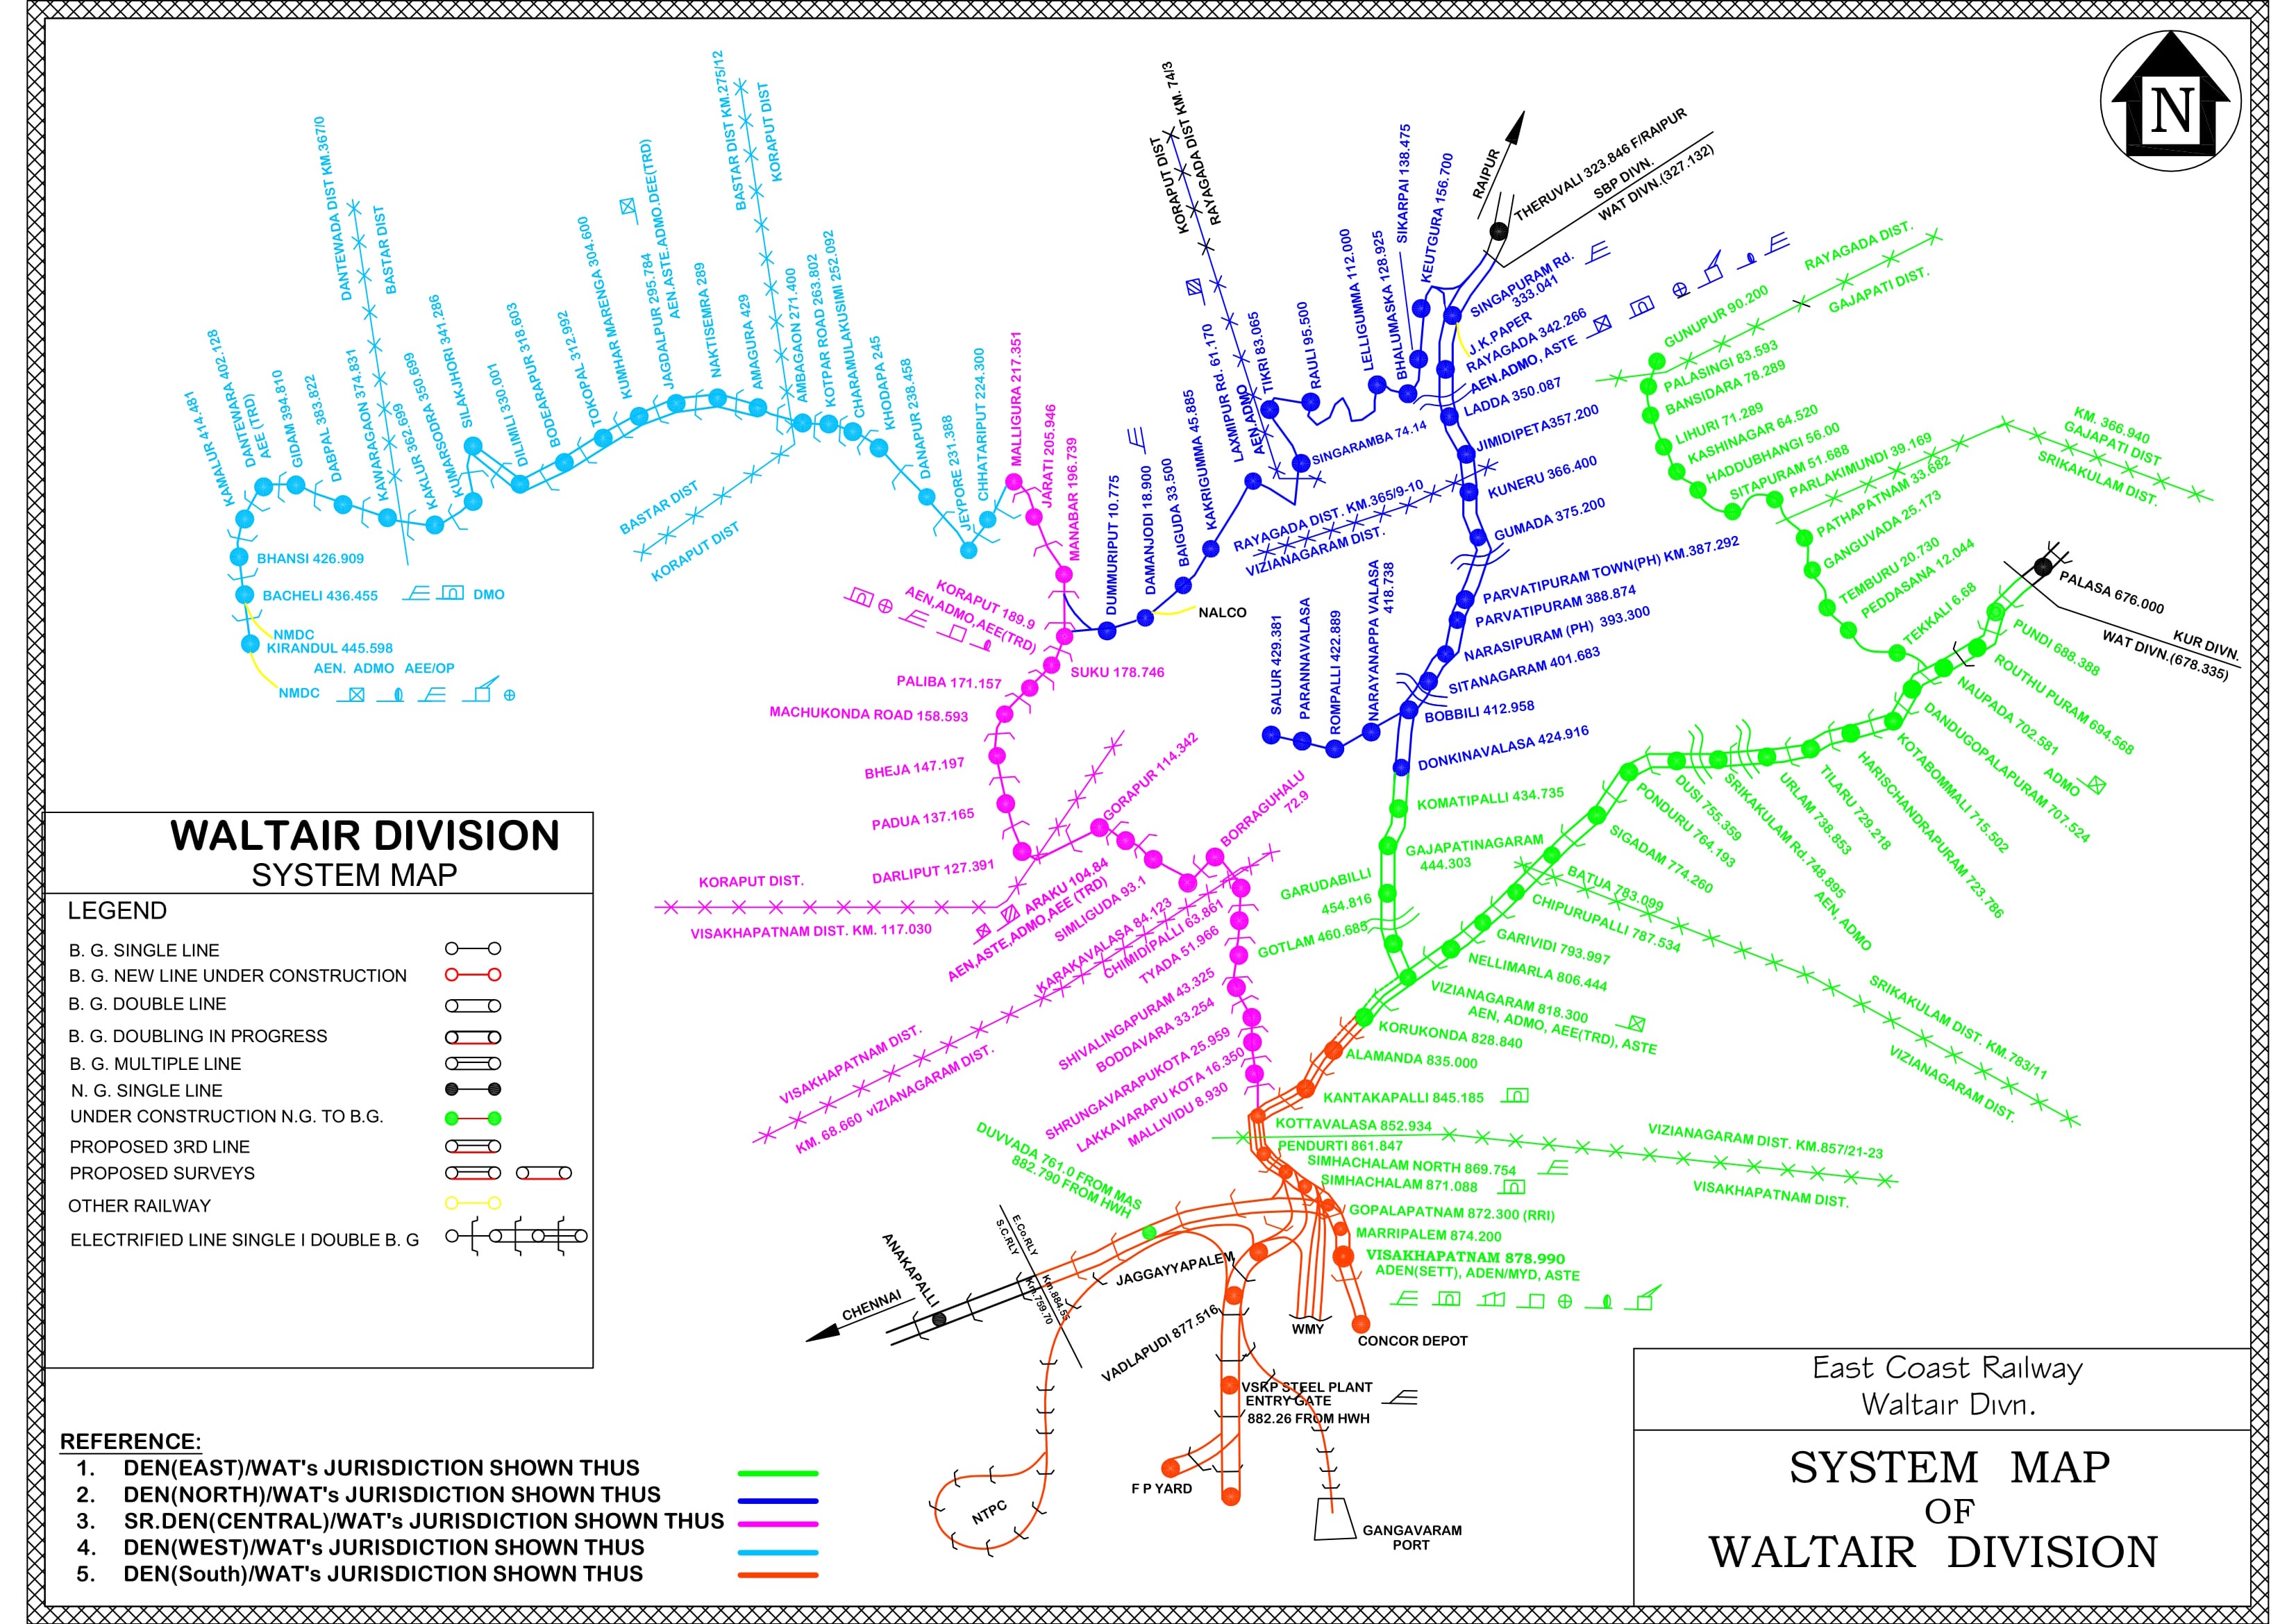 DANTEWADA DIST KM.367/0
BASTAR DIST
BASTAR DIST KM.275/12
KORAPUT DIST
KORAPUT DIST
RAYAGADA DIST KM. 74/3
RAIPUR
THERUVALI 323.846 F/RAIPUR
SBP DIVN.
WAT DIVN.(327.132)
N
KAMALUR 414.481
DANTEWARA 402.128
AEE (TRD)
GIDAM 394.810
DABPAL 383.822
KAWARAGAON 374.831
KAKLUR 362.699
KUMARSODRA 350.699
SILAKJHORI 341.286
DILIMILI 330.001
BODEARAPUR 318.603
TOKOPAL 312.992
KUMHAR MARENGA 304.600
JAGDALPUR 295.784
AEN.ASTE.ADMO.DEE(TRD)
NAKTISEMRA 289
AMAGURA 429
AMBAGAON 271.400
KOTPAR ROAD 263.802
CHARAMULAKUSIMI 252.092
KHODAPA 245
DANAPUR 238.458
JEYPORE 231.388
CHHATARIPUT 224.300
BASTAR DIST
KORAPUT DIST
BHANSI 426.909
BACHELI 436.455
DMO
NMDC
KIRANDUL 445.598
AEN. ADMO AEE/OP
NMDC
MALLIGURA 217.351
JARATI 205.946
MANABAR 196.739
KORAPUT 189.9
AEN,ADMO,AEE(TRD)
SUKU 178.746
PALIBA 171.157
MACHUKONDA ROAD 158.593
BHEJA 147.197
PADUA 137.165
DARLIPUT 127.391
KORAPUT DIST.
VISAKHAPATNAM DIST. KM. 117.030
GORAPUR 114.342
ARAKU 104.84
AEN,ASTE,ADMO,AEE (TRD)
SIMLIGUDA 93.1
KARAKAVALASA 84.123
BORRAGUHALU
72.9
CHIMIDIPALLI 63.861
TYADA 51.966
SHIVALINGAPURAM 43.325
BODDAVARA 33.254
SHRUNGAVARAPUKOTA 25.959
LAKKAVARAPU KOTA 16.350
MALLIVIDU 8.930
VISAKHAPATNAM DIST.
KM. 68.660 vIZIANAGARAM DIST.
DUMMURIPUT 10.775
DAMANJODI 18.900
BAIGUDA 33.500
KAKRIGUMMA 45.885
LAXMIPUR Rd. 61.170
AEN,ADMO
TIKRI 83.065
SINGARAMBA 74.14
RAULI 95.500
LELLIGUMMA 112.000
BHALUMASKA 128.925
SIKARPAI 138.475
KEUTGURA 156.700
NALCO
SINGAPURAM Rd.
333.041
J.K.PAPER
RAYAGADA 342.266
AEN.ADMO, ASTE
LADDA 350.087
JIMIDIPETA357.200
KUNERU 366.400
GUMADA 375.200
RAYAGADA DIST. KM.365/9-10
VIZIANAGARAM DIST.
PARVATIPURAM TOWN(PH) KM.387.292
PARVATIPURAM 388.874
NARASIPURAM (PH) 393.300
SITANAGARAM 401.683
BOBBILI 412.958
DONKINAVALASA 424.916
SALUR 429.381
PARANNAVALASA
ROMPALLI 422.889
NARAYANAPPA VALASA
418.738
RAYAGADA DIST.
GAJAPATI DIST.
GUNUPUR 90.200
PALASINGI 83.593
BANSIDARA 78.289
LIHURI 71.289
KASHINAGAR 64.520
HADDUBHANGI 56.00
SITAPURAM 51.688
PARLAKIMUNDI 39.169
PATHAPATNAM 33.682
GANGUVADA 25.173
TEMBURU 20.730
PEDDASANA 12.044
TEKKALI 6.68
KM. 366.940
GAJAPATI DIST
SRIKAKULAM DIST.
PALASA 676.000
KUR DIVN.
WAT DIVN.(678.335)
PUNDI 688.388
ROUTHU PURAM 694.568
NAUPADA 702.581
ADMO
DANDUGOPALAPURAM 707.524
KOTABOMMALI 715.502
HARISCHANDRAPURAM 723.786
TILARU 729.218
URLAM 738.853
SRIKAKULAM Rd.748.895
AEN, ADMO
DUSI 755.359
PONDURU 764.193
SIGADAM 774.260
BATUA 783.099
CHIPURUPALLI 787.534
GARIVIDI 793.997
NELLIMARLA 806.444
VIZIANAGARAM 818.300
AEN, ADMO, AEE(TRD), ASTE
SRIKAKULAM DIST. KM.783/11
VIZIANAGARAM DIST.
KOMATIPALLI 434.735
GAJAPATINAGARAM
444.303
GARUDABILLI
454.816
GOTLAM 460.685
KORUKONDA 828.840
ALAMANDA 835.000
KANTAKAPALLI 845.185
KOTTAVALASA 852.934
PENDURTI 861.847
SIMHACHALAM NORTH 869.754
SIMHACHALAM 871.088
GOPALAPATNAM 872.300 (RRI)
MARRIPALEM 874.200
VISAKHAPATNAM 878.990
ADEN(SETT), ADEN/MYD, ASTE
VIZIANAGARAM DIST. KM.857/21-23
VISAKHAPATNAM DIST.
DUVVADA 761.0 FROM MAS
882.790 FROM HWH
E.Co.RLY
S.C.RLY
Km.759.70
ANAKAPALLI
CHENNAI
JAGGAYYAPALEM
VADLAPUDI 877.516
WMY
CONCOR DEPOT
VSKP STEEL PLANT
ENTRY GATE
882.26 FROM HWH
F P YARD
NTPC
GANGAVARAM
PORT
WALTAIR DIVISION
SYSTEM MAP
LEGEND
B. G. SINGLE LINE
B. G. NEW LINE UNDER CONSTRUCTION
B. G. DOUBLE LINE
B. G. DOUBLING IN PROGRESS
B. G. MULTIPLE LINE
N. G. SINGLE LINE
UNDER CONSTRUCTION N.G. TO B.G.
PROPOSED 3RD LINE
PROPOSED SURVEYS
OTHER RAILWAY
ELECTRIFIED LINE SINGLE I DOUBLE B. G
REFERENCE:
1. DEN(EAST)/WAT's JURISDICTION SHOWN THUS
2. DEN(NORTH)/WAT's JURISDICTION SHOWN THUS
3. SR.DEN(CENTRAL)/WAT's JURISDICTION SHOWN THUS
4. DEN(WEST)/WAT's JURISDICTION SHOWN THUS
5. DEN(South)/WAT's JURISDICTION SHOWN THUS
East Coast Railway
Waltair Divn.
SYSTEM MAP
OF
WALTAIR DIVISION